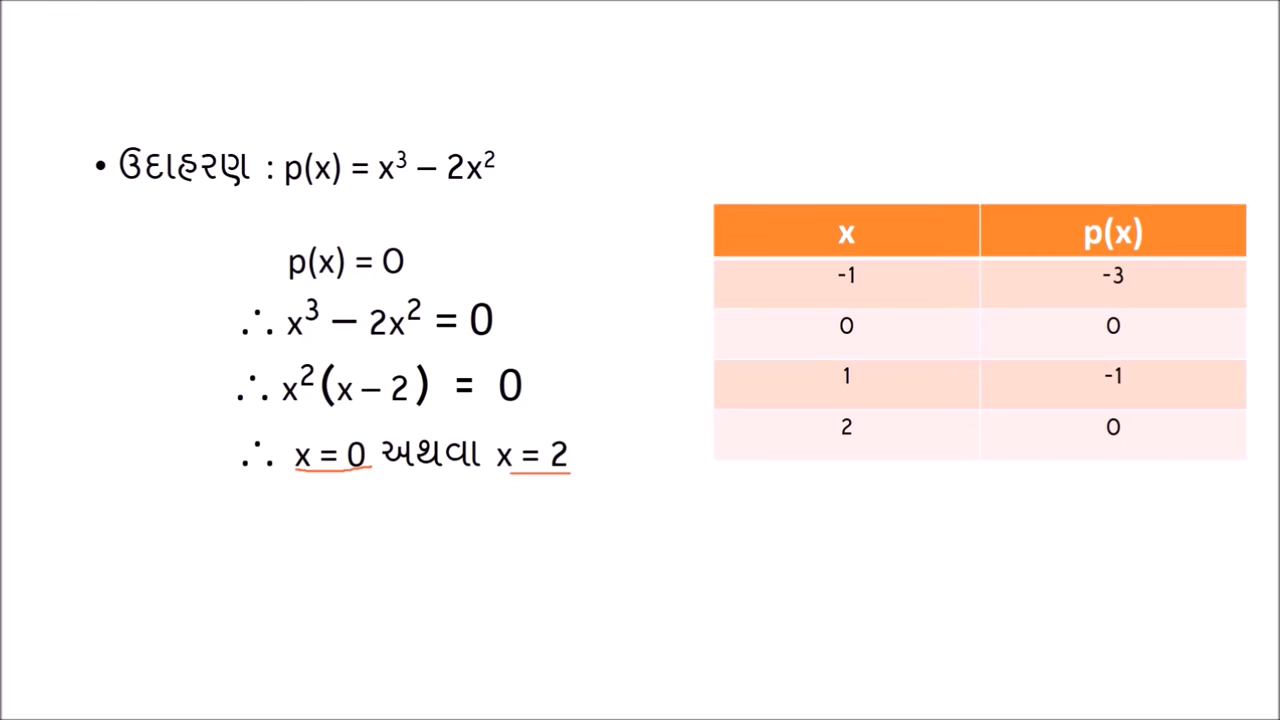 • ઉદાહરણ : p(x) = x³ – 2x²
p(x) = 0
∴ x³ – 2x² = 0
∴ x²(x – 2) = 0
∴ x = 0 અથવા x = 2
x p(x)
-1 -3
0 0
1 -1
2 0